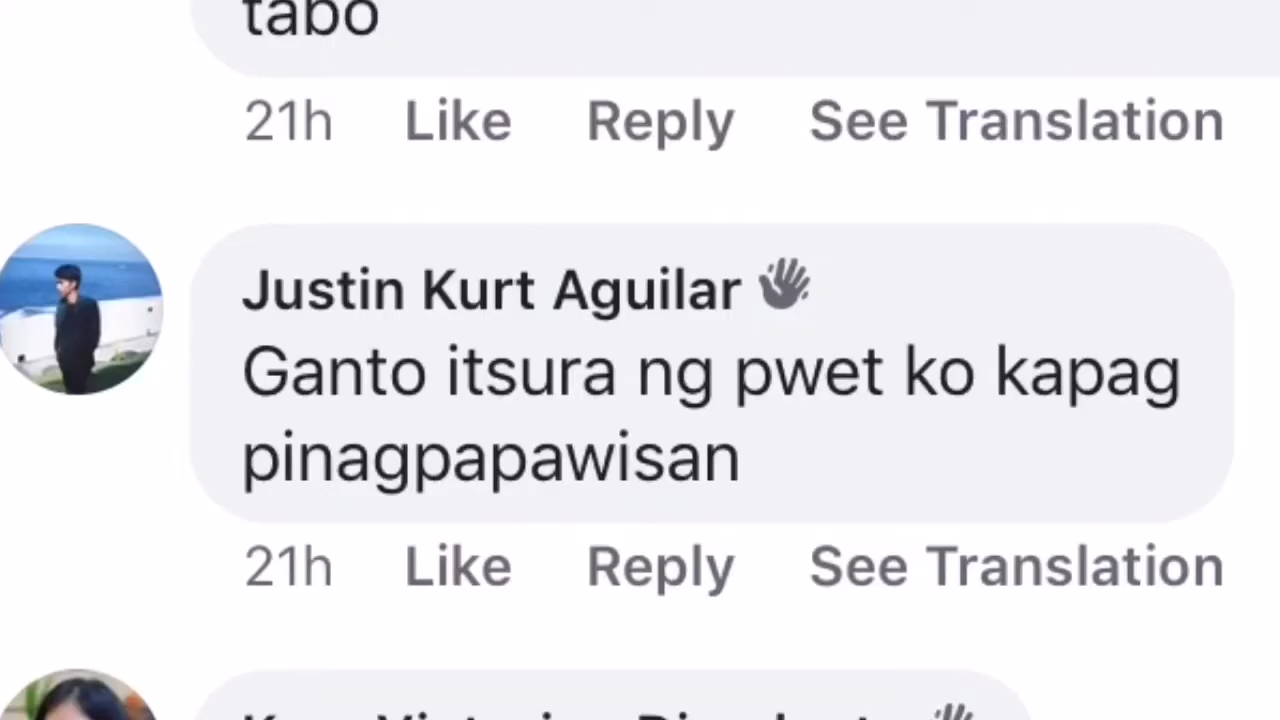 tabo
21h Like Reply See Translation
Justin Kurt Aguilar
Ganto itsura ng pwet ko kapag
pinagpapawisan
21h Like Reply See Translation